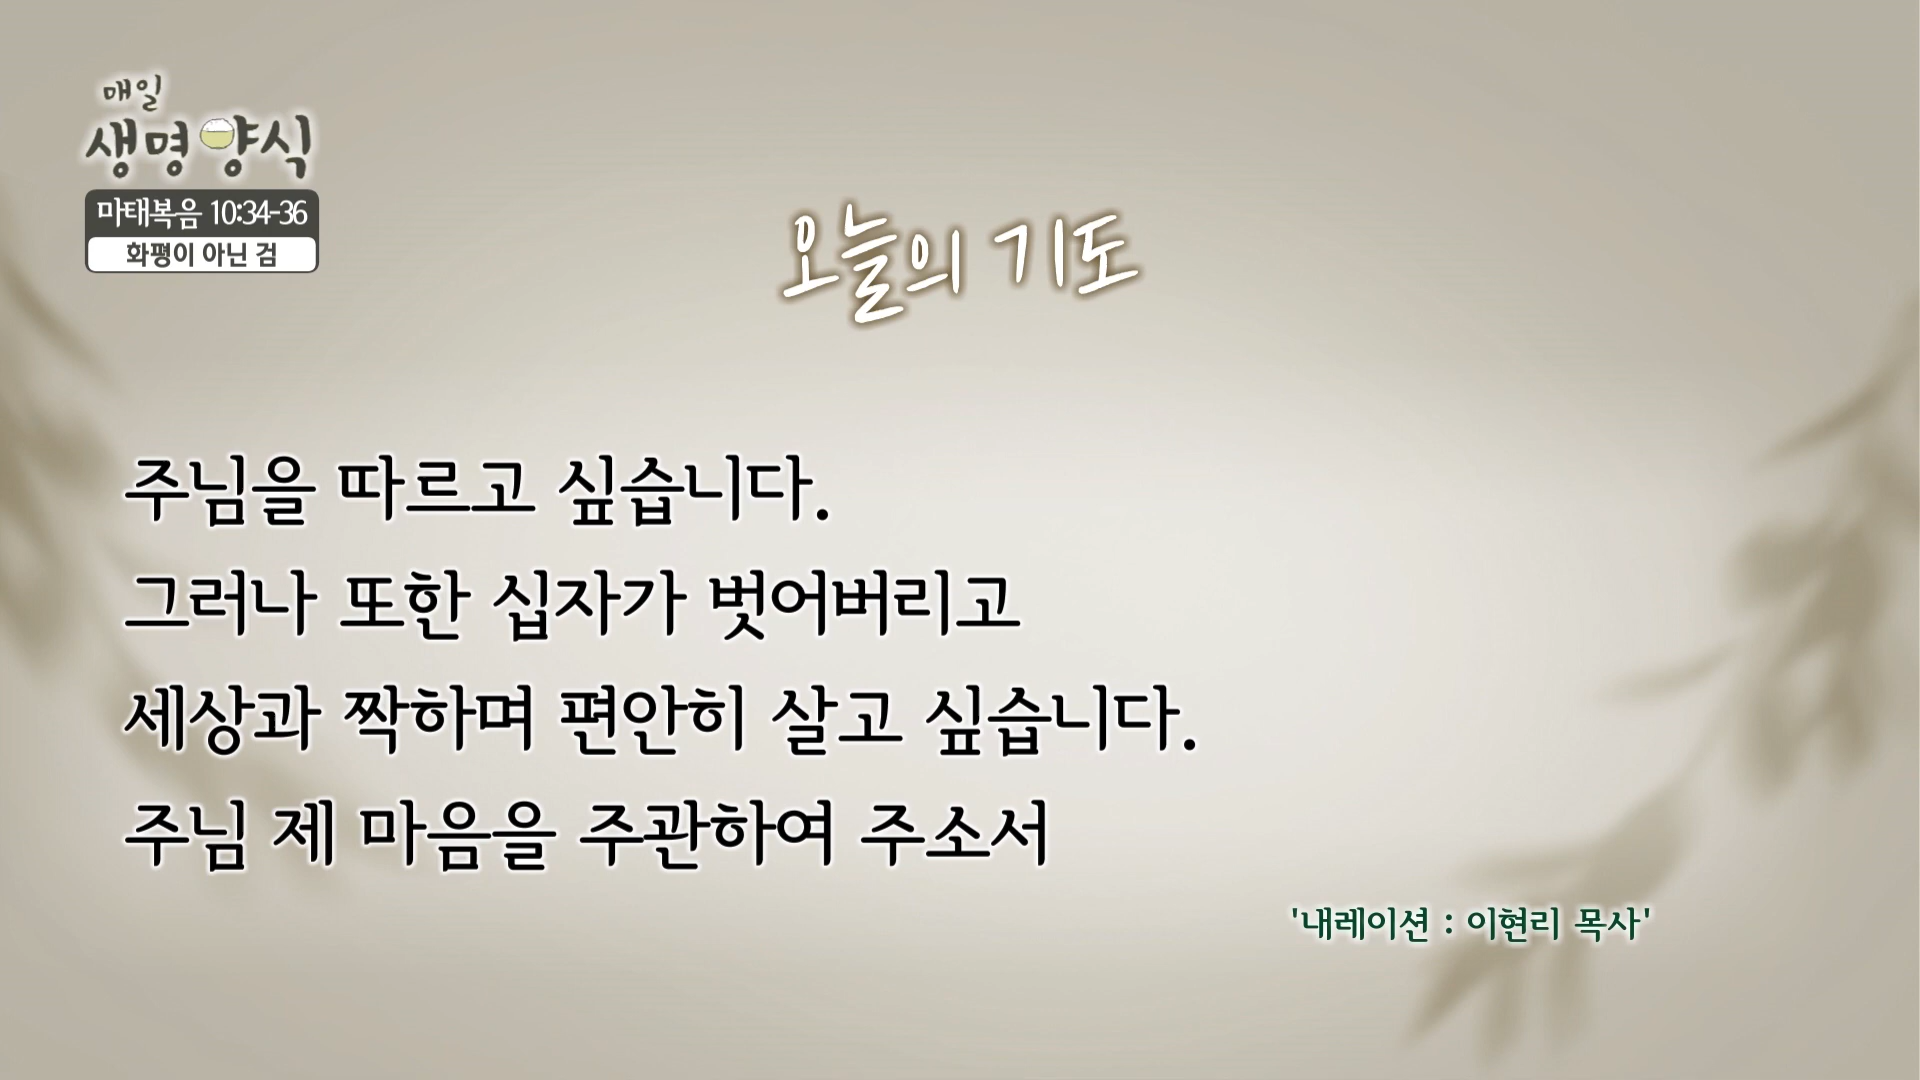 매일
생명양식
마태복음 10:34-36
화평이 아닌 검
오늘의 기도
주님을 따르고 싶습니다.
그러나 또한 십자가 벗어버리고
세상과 짝하며 편안히 살고 싶습니다.
주님 제 마음을 주관하여 주소서
'내레이션 : 이현리 목사'